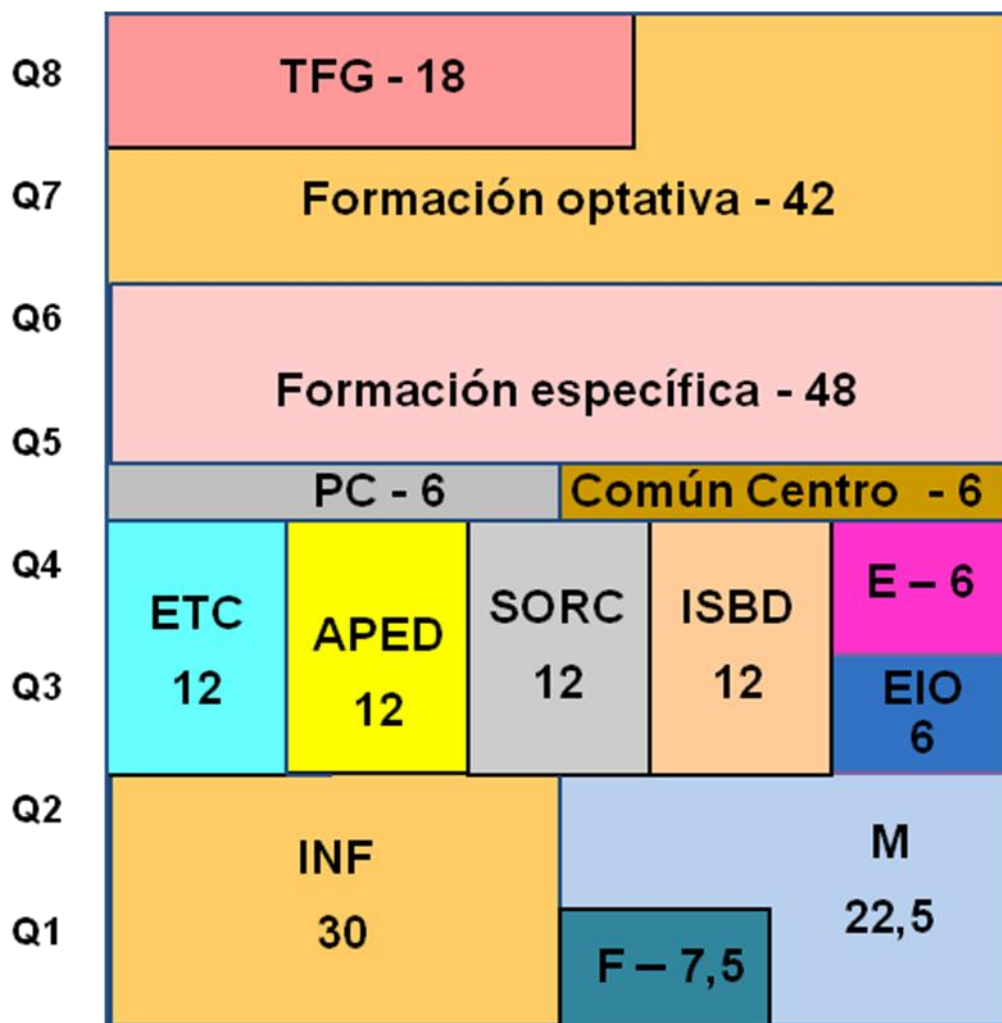 Q8
TFG - 18
Q7
Formación optativa - 42
Q6
Formación específica - 48
Q5
PC - 6
Común Centro - 6
Q4
ETC
12
APED
12
SORC
12
ISBD
12
E – 6
Q3
EIO
6
Q2
INF
30
M
22,5
Q1
F – 7,5